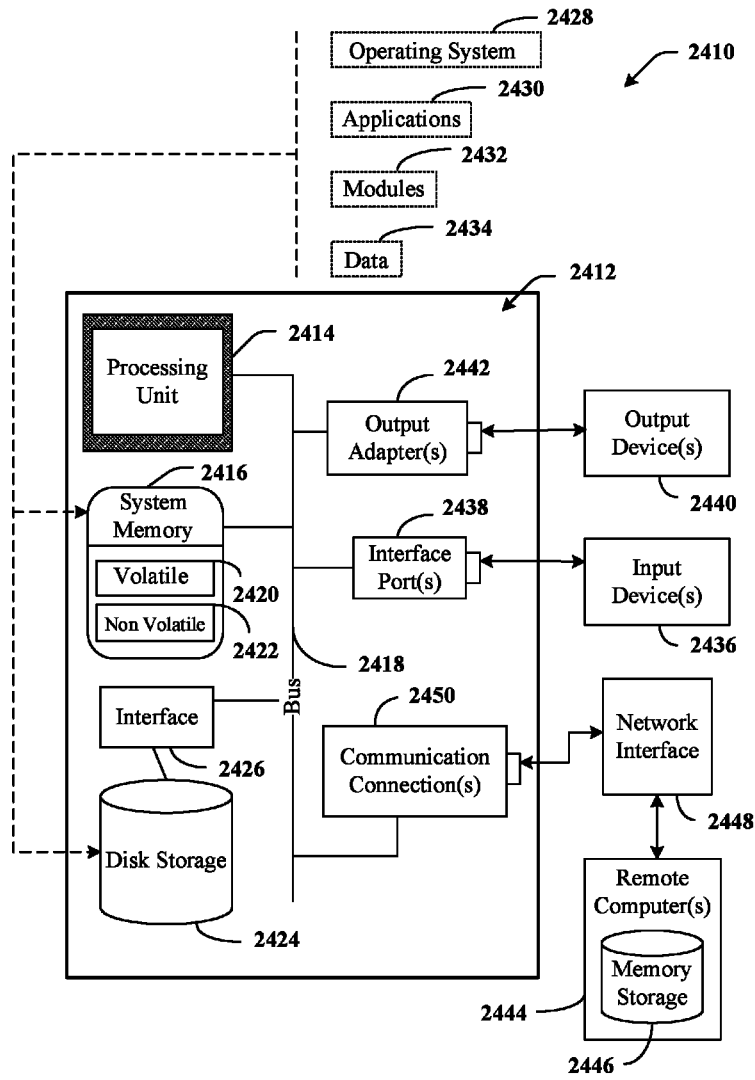 2428
Operating System
2410
2430
Applications
2432
Modules
2434
Data
2412
2414
Processing
Unit
2442
Output
Adapter(s)
Output
Device(s)
2440
2416
System
Memory
Volatile
2420
Non Volatile
2422
2438
Interface
Port(s)
Input
Device(s)
2436
2418
Bus
2450
Interface
2426
Communication
Connection(s)
Network
Interface
2448
Disk Storage
2424
Remote
Computer(s)
Memory
Storage
2444
2446